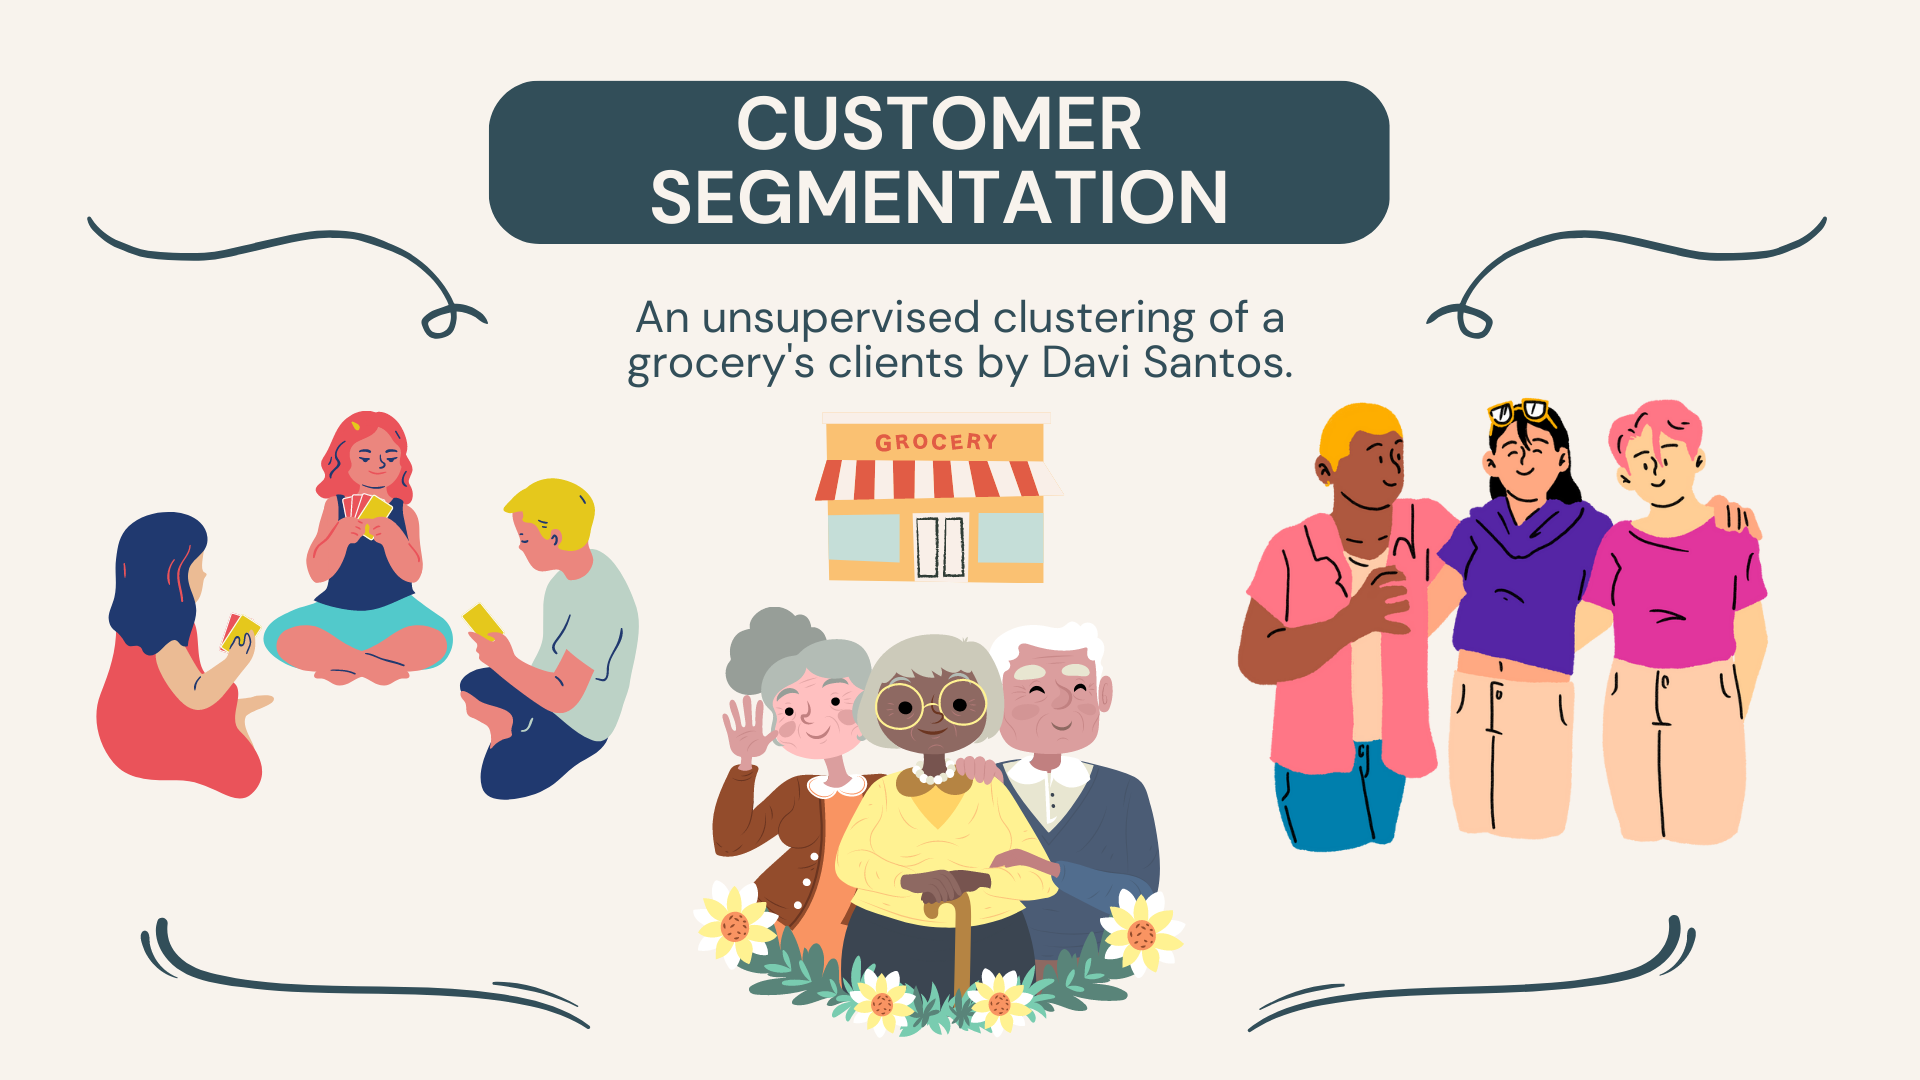 CUSTOMER
SEGMENTATION
An unsupervised clustering of a
grocery's clients by Davi Santos.
GROCERY